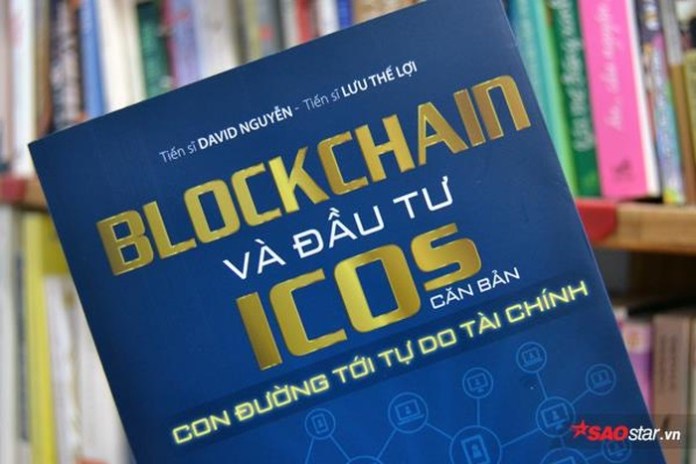 Tiến sĩ DAVID NGUYỄN - Tiến sĩ LƯU THẾ LỢI
BLOCKCHAIN
VÀ ĐẦU TƯ
ICOs
CĂN BẢN
CON ĐƯỜNG TỚI TỰ DO TÀI CHÍNH
SAOstar.vn